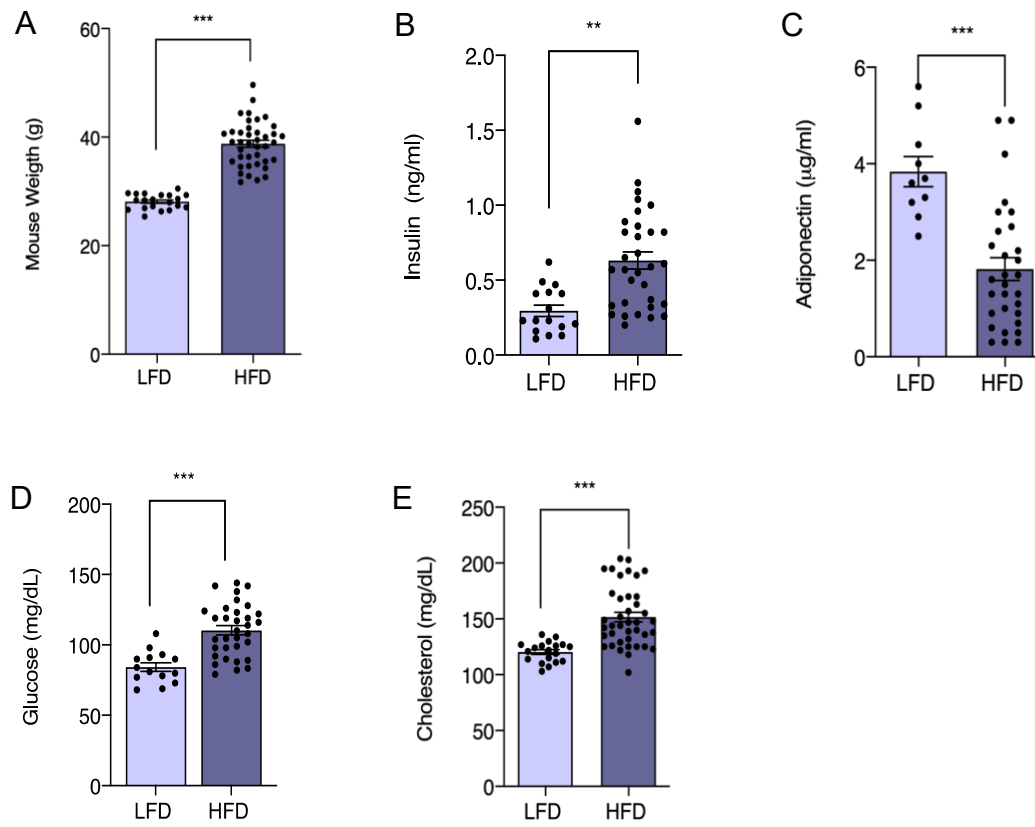 A
***
Mouse Weigth (g)
60
40
20
0
LFD HFD
B
**
Insulin (ng/ml)
2.0
1.5
1.0
0.5
0.0
LFD HFD
C
***
Adiponectin (μg/ml)
6
4
2
0
LFD HFD
D
***
Glucose (mg/dL)
200
150
100
50
0
LFD HFD
E
***
Cholesterol (mg/dL)
250
200
150
100
50
0
LFD HFD